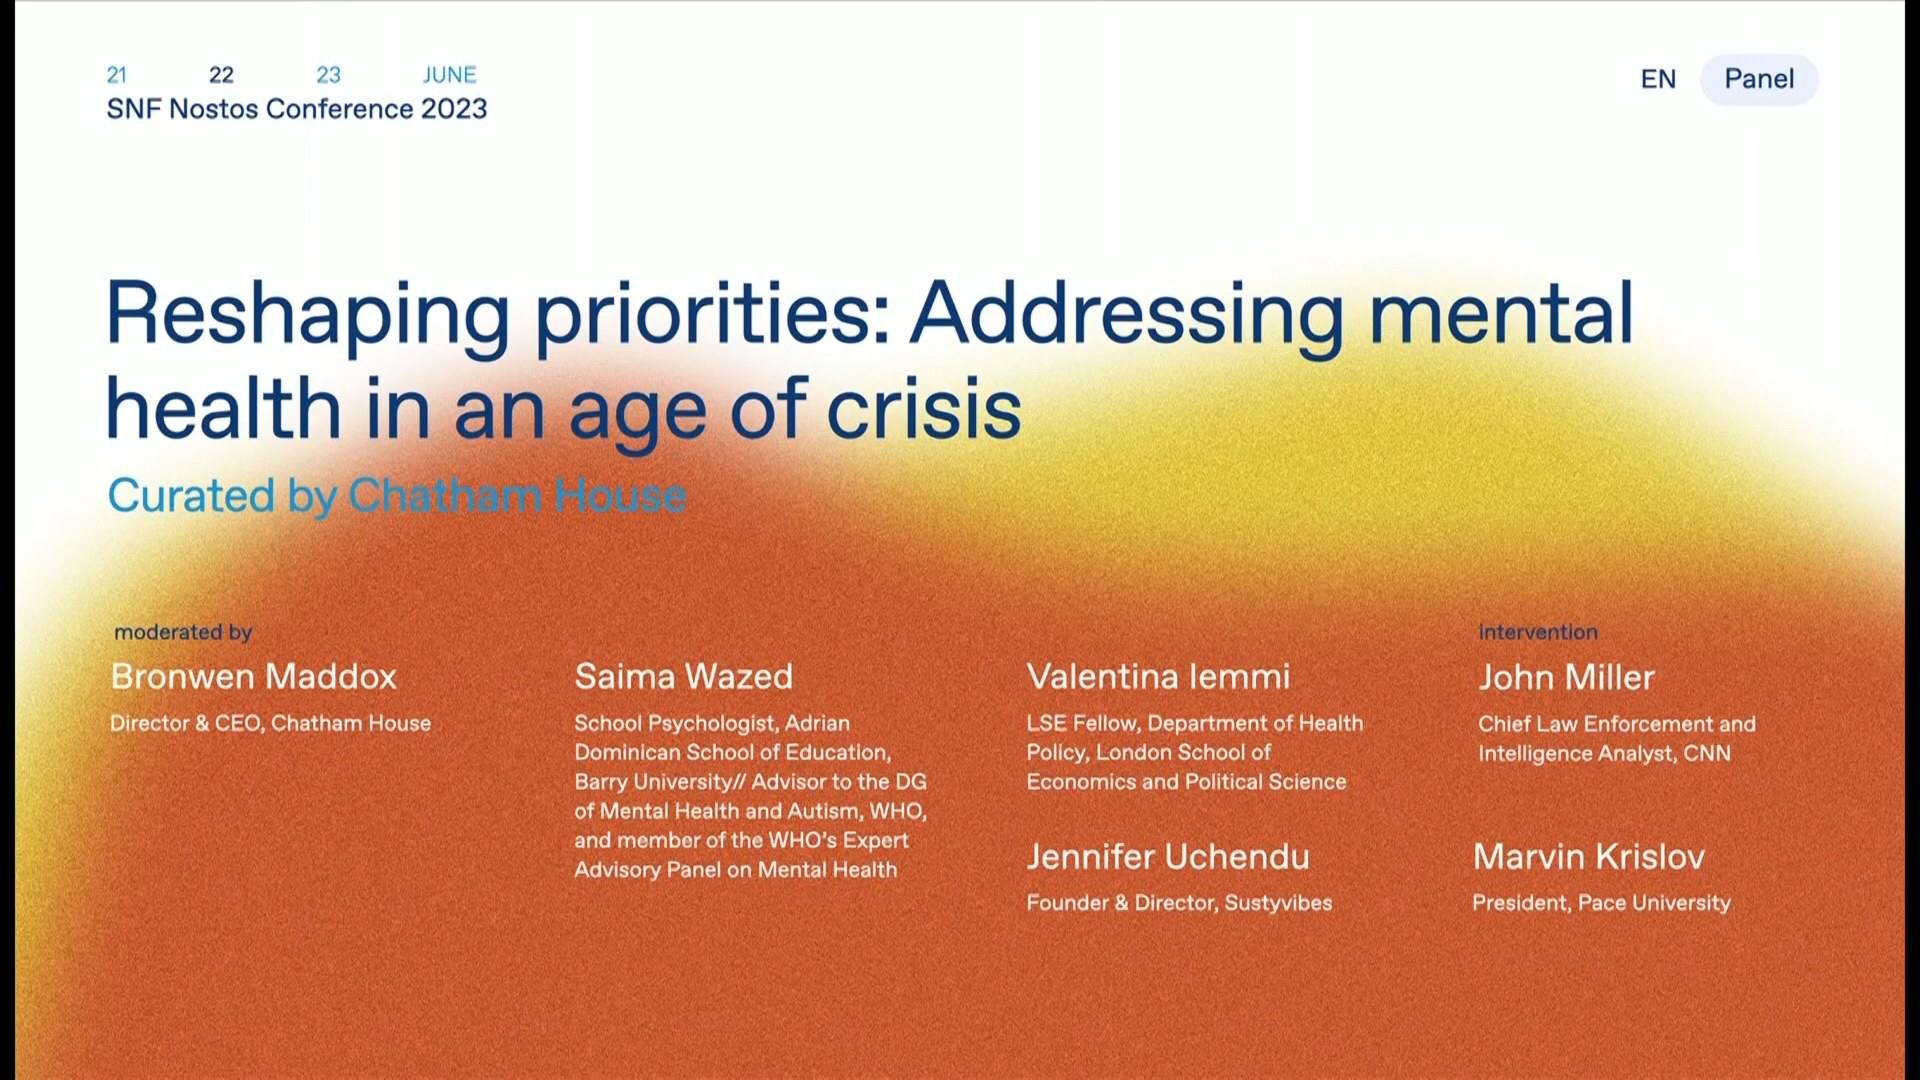 21 22 23 JUNE
SNF Nostos Conference 2023
EN Panel
Reshaping priorities: Addressing mental
health in an age of crisis
Curated by Chatham House
moderated by
Bronwen Maddox
Director & CEO, Chatham House
Saima Wazed
School Psychologist, Adrian
Dominican School of Education,
Barry University// Advisor to the DG
of Mental Health and Autism, WHO,
and member of the WHO's Expert
Advisory Panel on Mental Health
Valentina Iemmi
LSE Fellow, Department of Health
Policy, London School of
Economics and Political Science
Jennifer Uchendu
Founder & Director, Sustyvibes
intervention
John Miller
Chief Law Enforcement and
Intelligence Analyst, CNN
Marvin Krislov
President, Pace University